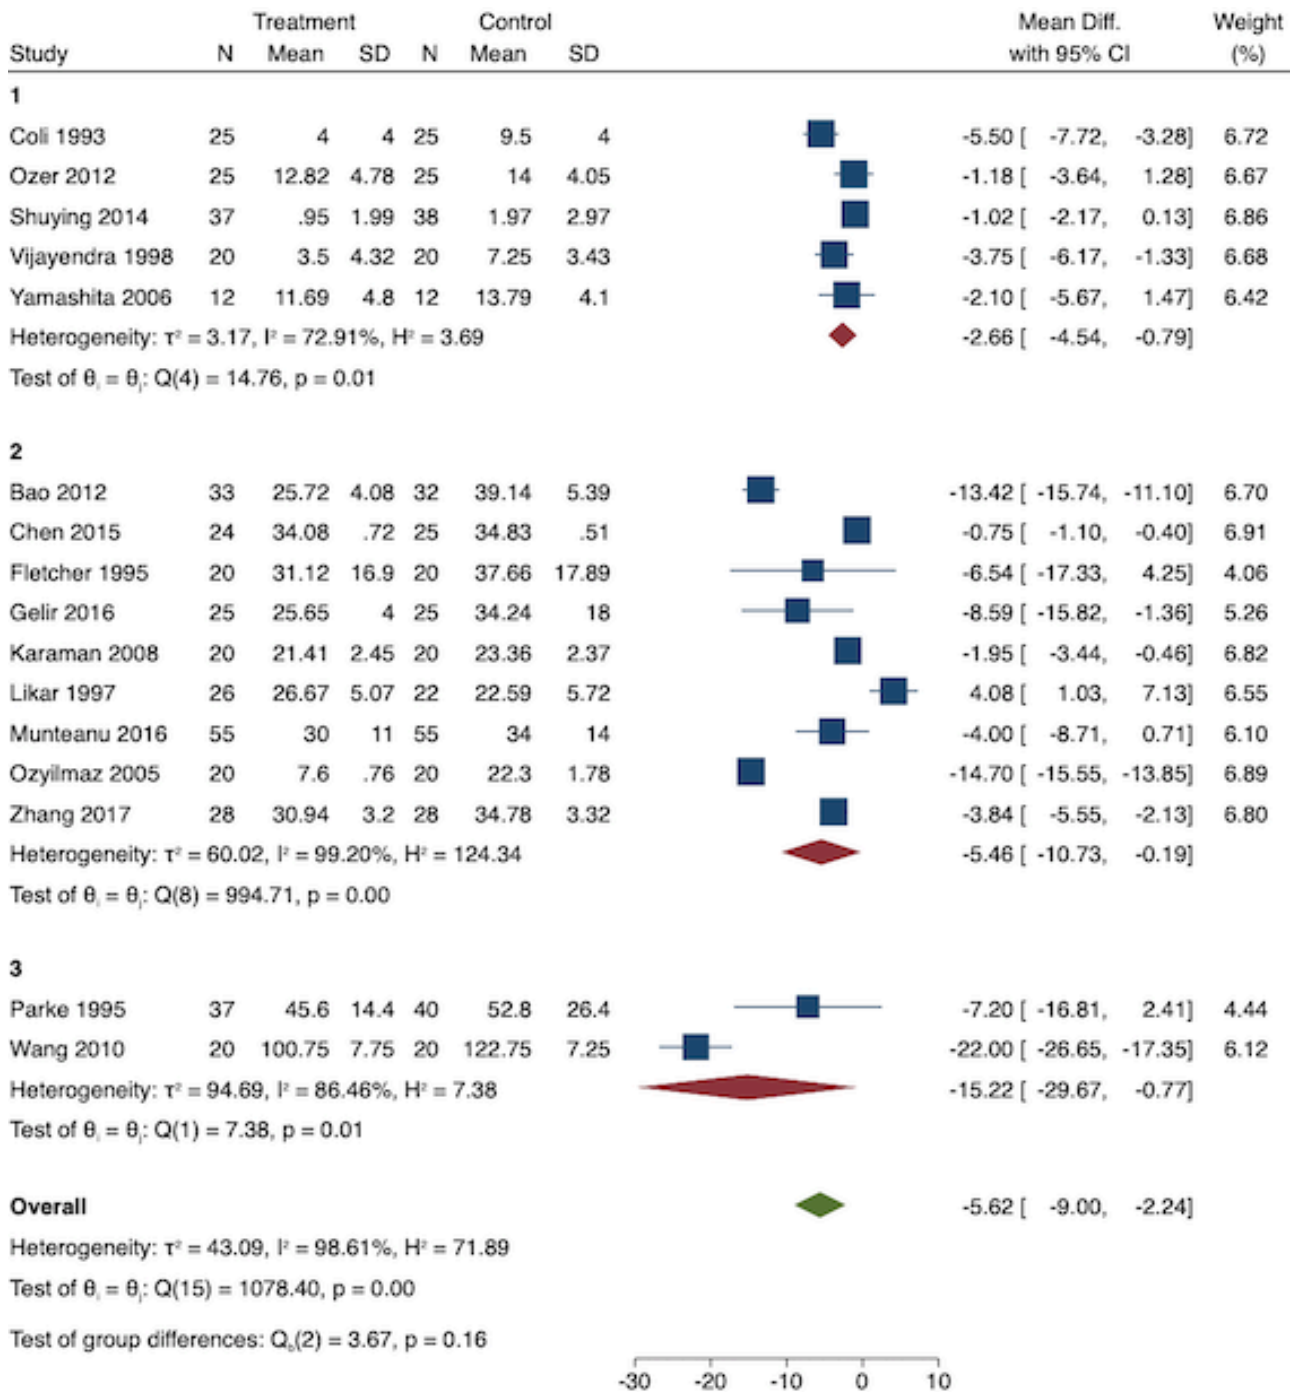 Treatment Control Mean Diff. Weight
Study N Mean SD N Mean SD with 95% CI (%)
1
Coli 1993 25 4 4 25 9.5 4 -5.50 [ -7.72, -3.28] 6.72
Ozer 2012 25 12.82 4.78 25 14 4.05 -1.18 [ -3.64, 1.28] 6.67
Shuying 2014 37 .95 1.99 38 1.97 2.97 -1.02 [ -2.17, 0.13] 6.86
Vijayendra 1998 20 3.5 4.32 20 7.25 3.43 -3.75 [ -6.17, -1.33] 6.68
Yamashita 2006 12 11.69 4.8 12 13.79 4.1 -2.10 [ -5.67, 1.47] 6.42
Heterogeneity: τ² = 3.17, I² = 72.91%, H² = 3.69 -2.66 [ -4.54, -0.79]
Test of θᵢ = θⱼ: Q(4) = 14.76, p = 0.01
2
Bao 2012 33 25.72 4.08 32 39.14 5.39 -13.42 [ -15.74, -11.10] 6.70
Chen 2015 24 34.08 .72 25 34.83 .51 -0.75 [ -1.10, -0.40] 6.91
Fletcher 1995 20 31.12 16.9 20 37.66 17.89 -6.54 [ -17.33, 4.25] 4.06
Gelir 2016 25 25.65 4 25 34.24 18 -8.59 [ -15.82, -1.36] 5.26
Karaman 2008 20 21.41 2.45 20 23.36 2.37 -1.95 [ -3.44, -0.46] 6.82
Likar 1997 26 26.67 5.07 22 22.59 5.72 4.08 [ 1.03, 7.13] 6.55
Munteanu 2016 55 30 11 55 34 14 -4.00 [ -8.71, 0.71] 6.10
Ozyilmaz 2005 20 7.6 .76 20 22.3 1.78 -14.70 [ -15.55, -13.85] 6.89
Zhang 2017 28 30.94 3.2 28 34.78 3.32 -3.84 [ -5.55, -2.13] 6.80
Heterogeneity: τ² = 60.02, I² = 99.20%, H² = 124.34 -5.46 [ -10.73, -0.19]
Test of θᵢ = θⱼ: Q(8) = 994.71, p = 0.00
3
Parke 1995 37 45.6 14.4 40 52.8 26.4 -7.20 [ -16.81, 2.41] 4.44
Wang 2010 20 100.75 7.75 20 122.75 7.25 -22.00 [ -26.65, -17.35] 6.12
Heterogeneity: τ² = 94.69, I² = 86.46%, H² = 7.38 -15.22 [ -29.67, -0.77]
Test of θᵢ = θⱼ: Q(1) = 7.38, p = 0.01
Overall -5.62 [ -9.00, -2.24]
Heterogeneity: τ² = 43.09, I² = 98.61%, H² = 71.89
Test of θᵢ = θⱼ: Q(15) = 1078.40, p = 0.00
Test of group differences: Q_b(2) = 3.67, p = 0.16
-30 -20 -10 0 10